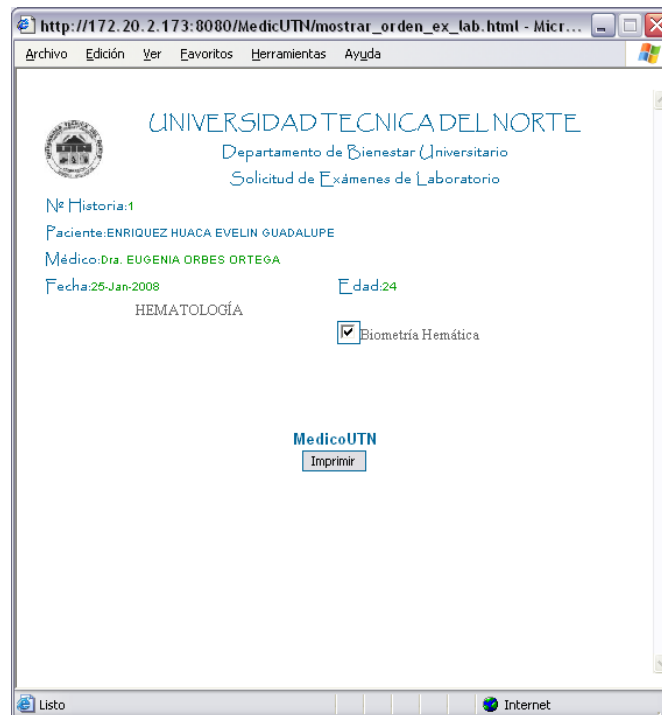 http://172.20.2.173:8080/MedicUTN/mostrar_orden_ex_lab.html - Micr...
Archivo Edición Ver Favoritos Herramientas Ayuda
UNIVERSIDAD TECNICA DEL NORTE
Departamento de Bienestar Universitario
Solicitud de Exámenes de Laboratorio
Nº Historia:1
Paciente:ENRIQUEZ HUACA EVELIN GUADALUPE
Médico:Dra. EUGENIA ORBES ORTEGA
Fecha:25-Jan-2008 Edad:24
HEMATOLOGÍA
Biometría Hemática
MedicoUTN
Imprimir
Listo Internet